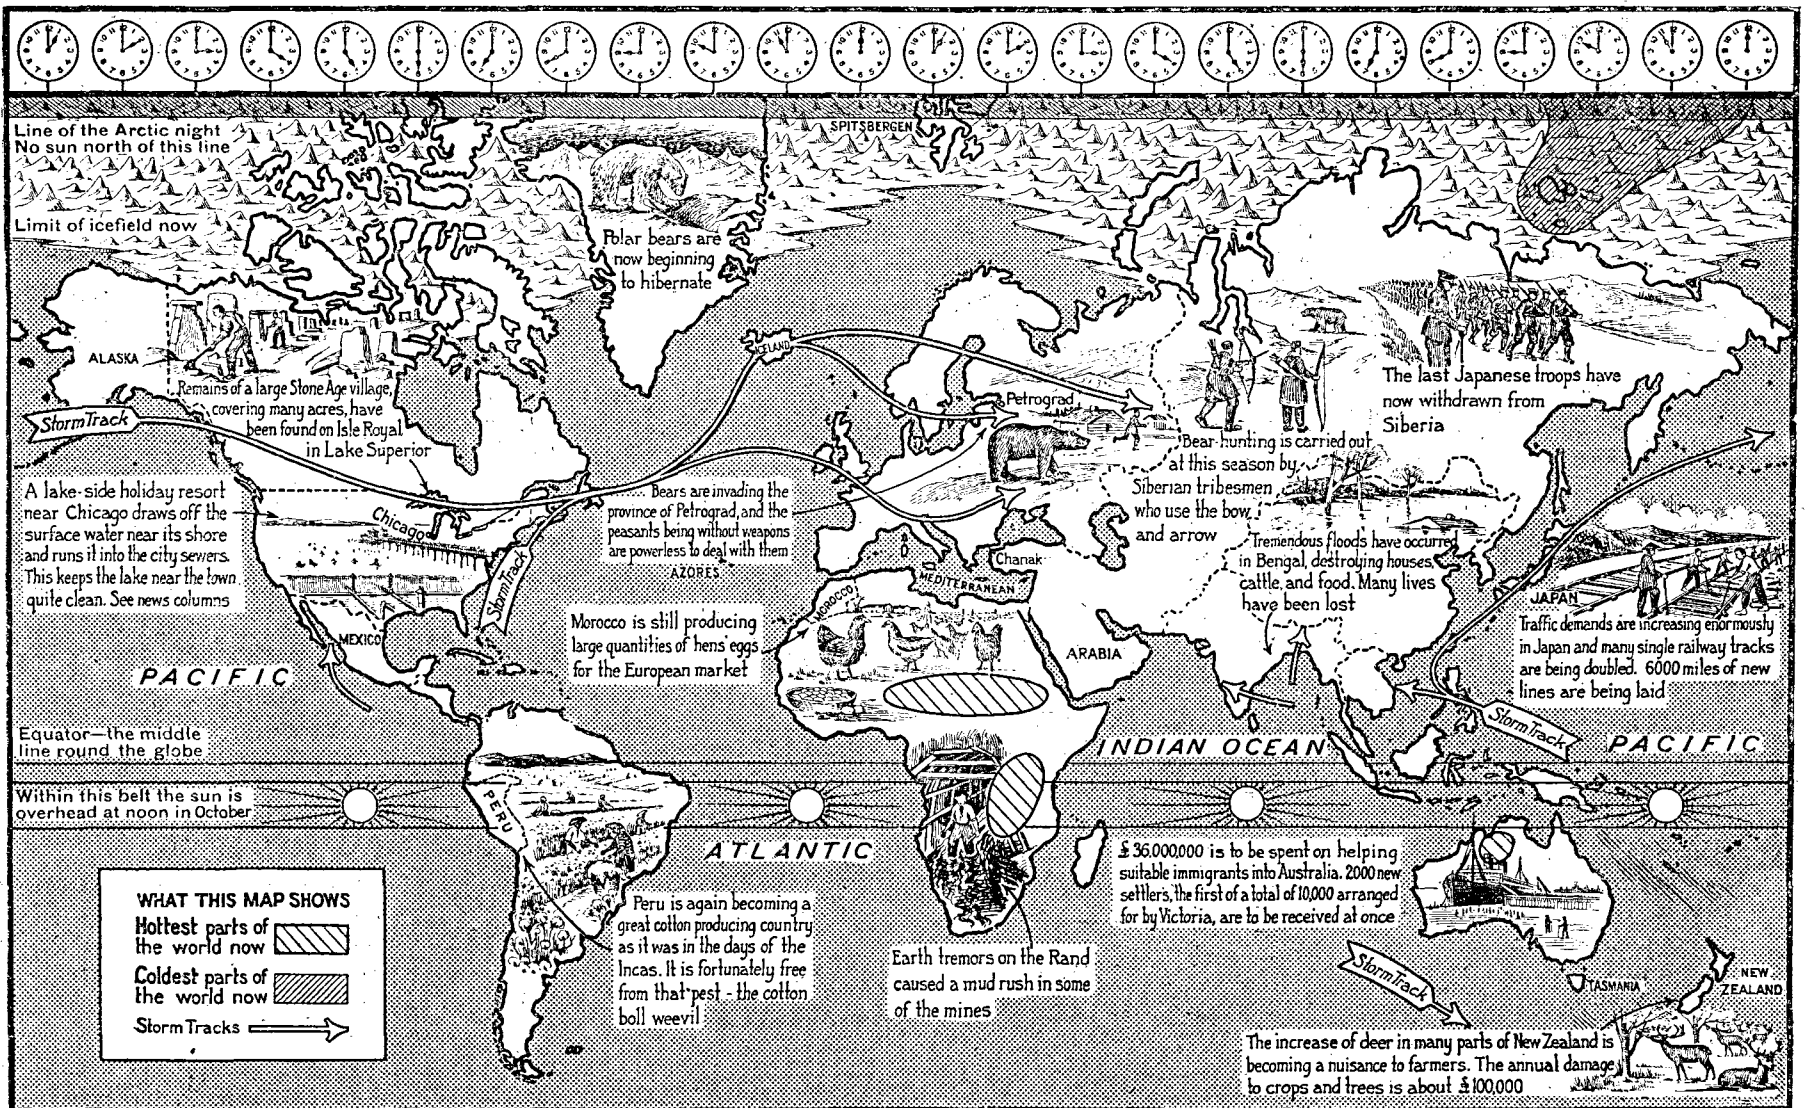 Line of the Arctic night
No sun north of this line
SPITSBERGEN
Limit of icefield now
Polar bears are
now beginning
to hibernate
ALASKA
ICELAND
Remains of a large Stone Age village,
covering many acres, have
been found on Isle Royal
in Lake Superior
Storm Track
Petrograd
The last Japanese troops have
now withdrawn from
Siberia
Bear hunting is carried out
at this season by
Siberian tribesmen
who use the bow
and arrow
A lake-side holiday resort
near Chicago draws off the
surface water near its shore
and runs it into the city sewers.
This keeps the lake near the town
quite clean. See news columns
Chicago
Storm Track
Bears are invading the
province of Petrograd, and the
peasants being without weapons
are powerless to deal with them
AZORES
Chanak
MEDITERRANEAN
Tremendous floods have occurred
in Bengal, destroying houses,
cattle, and food. Many lives
have been lost
JAPAN
Traffic demands are increasing enormously
in Japan and many single railway tracks
are being doubled. 6000 miles of new
lines are being laid
MOROCCO
Morocco is still producing
large quantities of hens' eggs
for the European market
MEXICO
ARABIA
PACIFIC
Equator—the middle
line round the globe
INDIAN OCEAN
Storm Track
PACIFIC
Within this belt the sun is
overhead at noon in October
PERU
ATLANTIC
£36,000,000 is to be spent on helping
suitable immigrants into Australia. 2000 new
settlers, the first of a total of 10,000 arranged
for by Victoria, are to be received at once
WHAT THIS MAP SHOWS
Hottest parts of
the world now
Coldest parts of
the world now
Storm Tracks
Peru is again becoming a
great cotton producing country
as it was in the days of the
Incas. It is fortunately free
from that pest - the cotton
boll weevil
Earth tremors on the Rand
caused a mud rush in some
of the mines
Storm Track
TASMANIA
NEW
ZEALAND
The increase of deer in many parts of New Zealand is
becoming a nuisance to farmers. The annual damage
to crops and trees is about £100,000